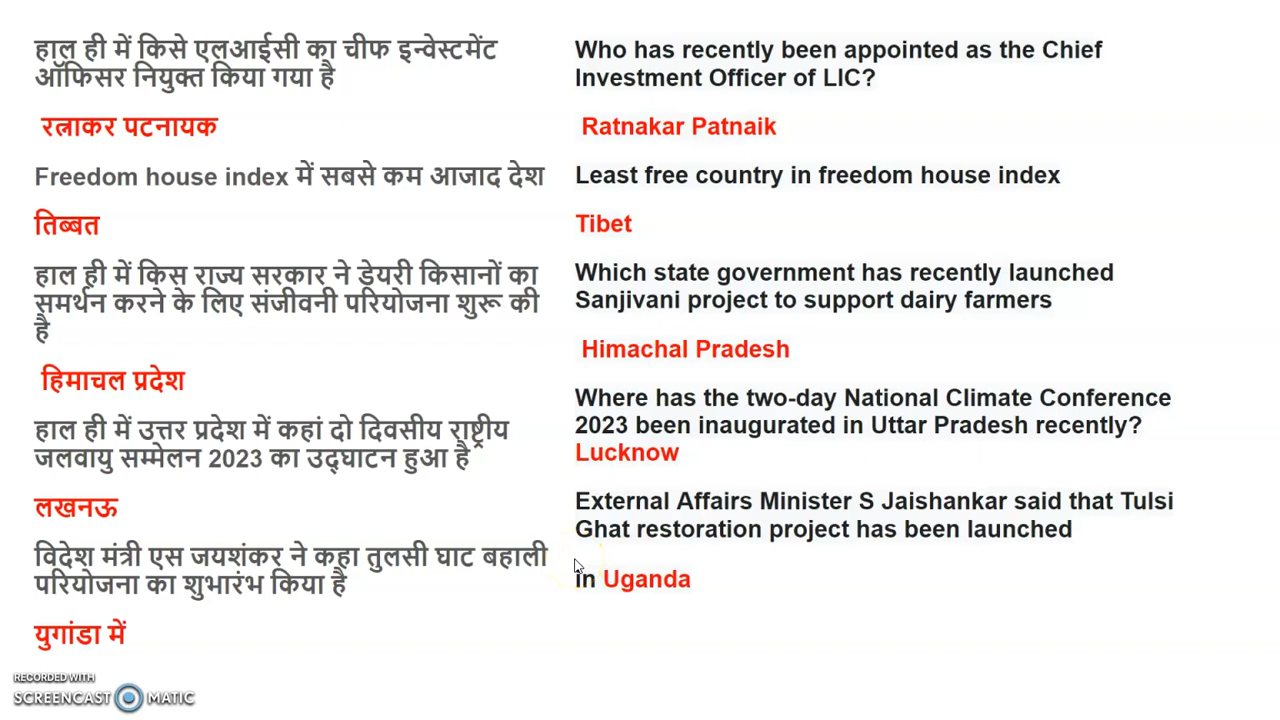 हाल ही में किसे एलआईसी का चीफ इन्वेस्टमेंट
ऑफिसर नियुक्त किया गया है
रत्नाकर पटनायक
Freedom house index में सबसे कम आजाद देश
तिब्बत
हाल ही में किस राज्य सरकार ने डेयरी किसानों का
समर्थन करने के लिए संजीवनी परियोजना शुरू की
है
हिमाचल प्रदेश
हाल ही में उत्तर प्रदेश में कहां दो दिवसीय राष्ट्रीय
जलवायु सम्मेलन 2023 का उद्घाटन हुआ है
लखनऊ
विदेश मंत्री एस जयशंकर ने कहा तुलसी घाट बहाली
परियोजना का शुभारंभ किया है
युगांडा में
Who has recently been appointed as the Chief
Investment Officer of LIC?
Ratnakar Patnaik
Least free country in freedom house index
Tibet
Which state government has recently launched
Sanjivani project to support dairy farmers
Himachal Pradesh
Where has the two-day National Climate Conference
2023 been inaugurated in Uttar Pradesh recently?
Lucknow
External Affairs Minister S Jaishankar said that Tulsi
Ghat restoration project has been launched
in Uganda
RECORDED WITH
SCREENCAST MATIC